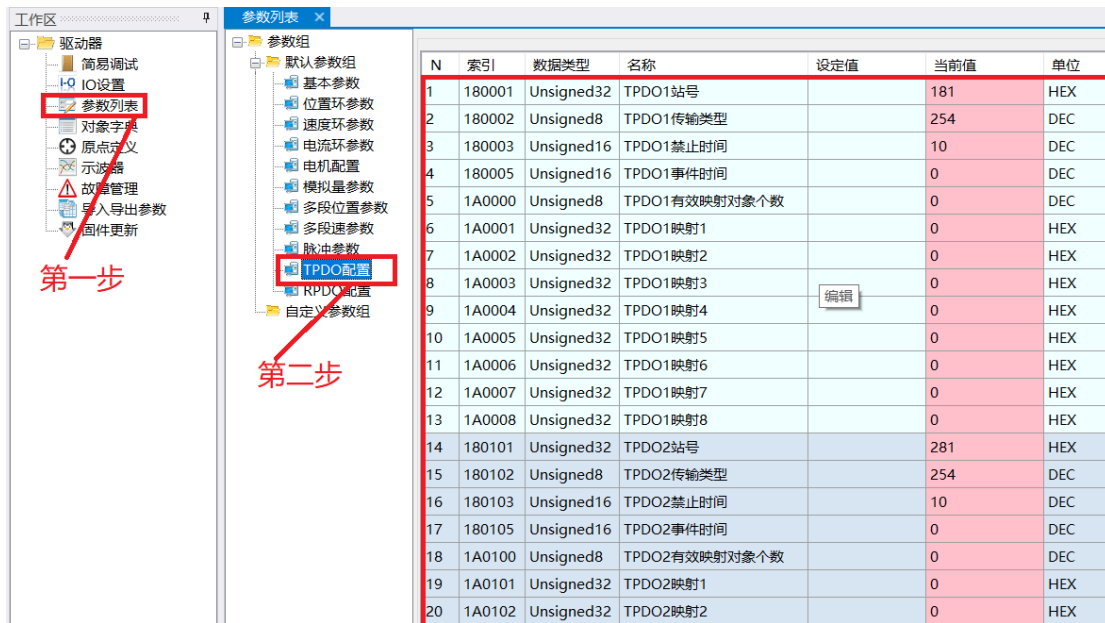 工作区
驱动器
简易调试
I-O IO设置
参数列表
对象字典
原点定义
示波器
故障管理
导入导出参数
固件更新
第一步
参数列表 ×
参数组
默认参数组
基本参数
位置环参数
速度环参数
电流环参数
电机配置
模拟量参数
多段位置参数
多段速参数
脉冲参数
TPDO配置
RPDO配置
自定义参数组
第二步
N 索引 数据类型 名称 设定值 当前值 单位
1 180001 Unsigned32 TPDO1站号 181 HEX
2 180002 Unsigned8 TPDO1传输类型 254 DEC
3 180003 Unsigned16 TPDO1禁止时间 10 DEC
4 180005 Unsigned16 TPDO1事件时间 0 DEC
5 1A0000 Unsigned8 TPDO1有效映射对象个数 0 DEC
6 1A0001 Unsigned32 TPDO1映射1 0 HEX
7 1A0002 Unsigned32 TPDO1映射2 0 HEX
8 1A0003 Unsigned32 TPDO1映射3 0 HEX
编辑
9 1A0004 Unsigned32 TPDO1映射4 0 HEX
10 1A0005 Unsigned32 TPDO1映射5 0 HEX
11 1A0006 Unsigned32 TPDO1映射6 0 HEX
12 1A0007 Unsigned32 TPDO1映射7 0 HEX
13 1A0008 Unsigned32 TPDO1映射8 0 HEX
14 180101 Unsigned32 TPDO2站号 281 HEX
15 180102 Unsigned8 TPDO2传输类型 254 DEC
16 180103 Unsigned16 TPDO2禁止时间 10 DEC
17 180105 Unsigned16 TPDO2事件时间 0 DEC
18 1A0100 Unsigned8 TPDO2有效映射对象个数 0 DEC
19 1A0101 Unsigned32 TPDO2映射1 0 HEX
20 1A0102 Unsigned32 TPDO2映射2 0 HEX